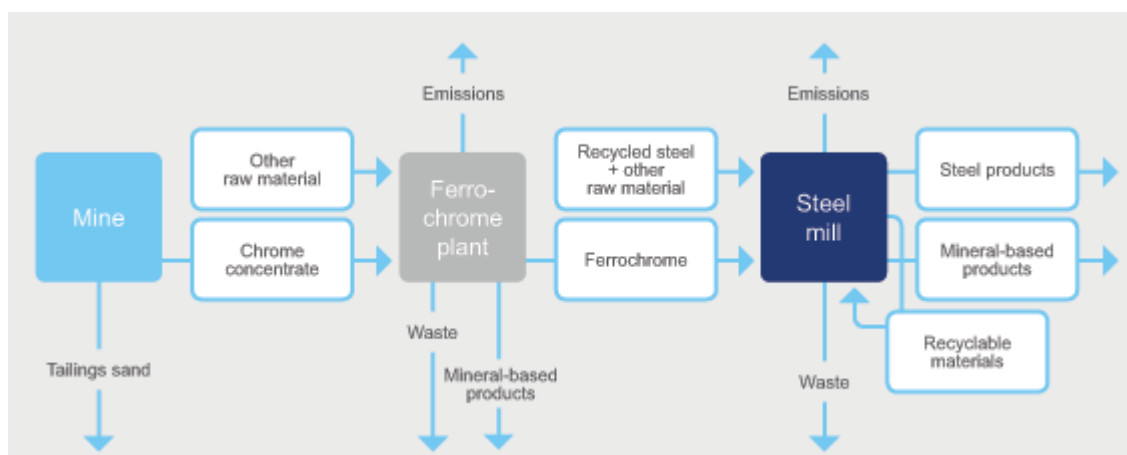 Emissions
Emissions
Other
raw material
Recycled steel
+ other
raw material
Steel products
Mine
Ferro-
chrome
plant
Steel
mill
Chrome
concentrate
Ferrochrome
Mineral-based
products
Waste
Recyclable
materials
Tailings sand
Mineral-based
products
Waste